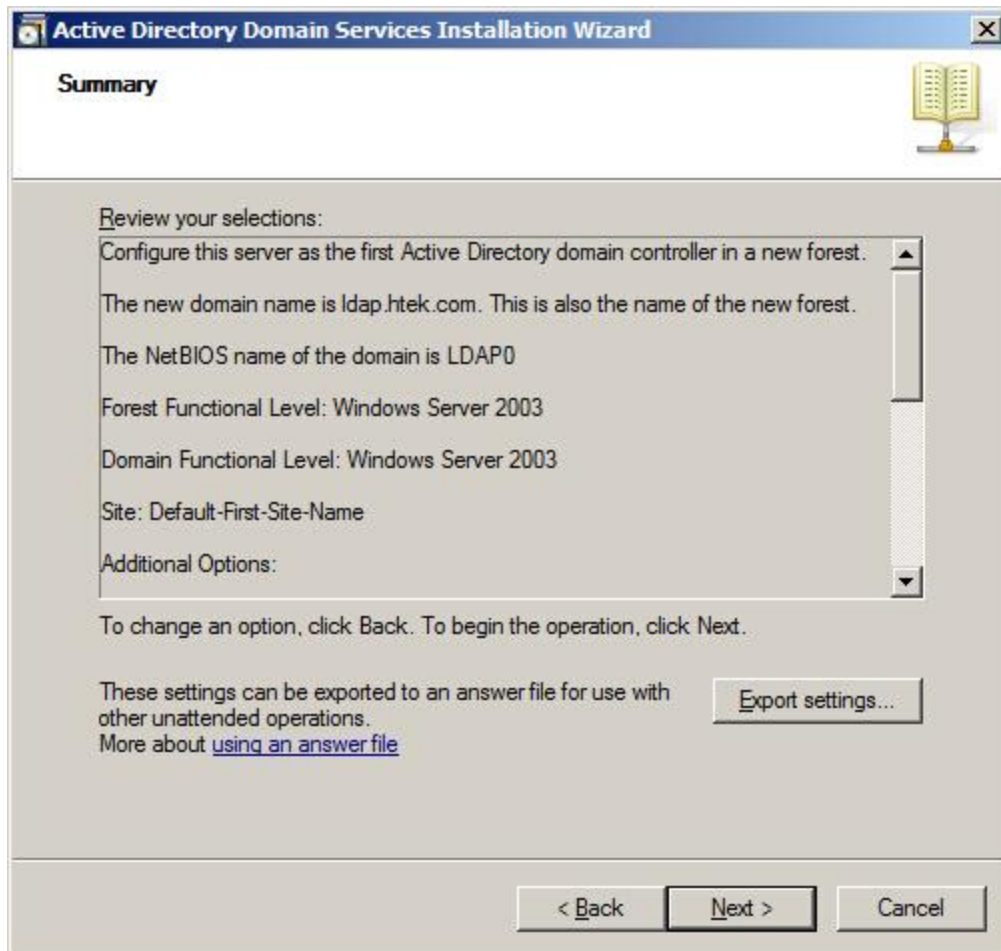 Active Directory Domain Services Installation Wizard
Summary
Review your selections:
Configure this server as the first Active Directory domain controller in a new forest.
The new domain name is ldap.htek.com. This is also the name of the new forest.
The NetBIOS name of the domain is LDAP0
Forest Functional Level: Windows Server 2003
Domain Functional Level: Windows Server 2003
Site: Default-First-Site-Name
Additional Options:
To change an option, click Back. To begin the operation, click Next.
These settings can be exported to an answer file for use with
other unattended operations.
More about using an answer file
Export settings...
< Back
Next >
Cancel